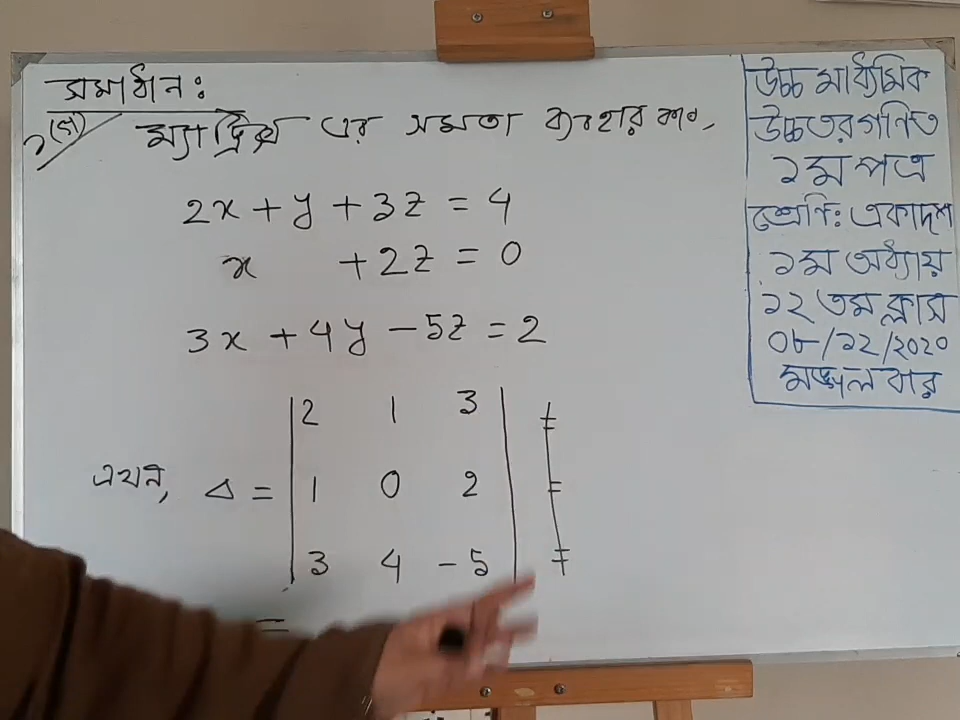 সমাধান:
১(গ) ম্যাট্রিক্স এর সমতা ব্যবহার করে,
2x + y + 3z = 4
x + 2z = 0
3x + 4y - 5z = 2
2 1 3 =
এখন, Δ = 1 0 2 =
3 4 -5 =
=
উচ্চ মাধ্যমিক
উচ্চতর গণিত
১ম পত্র
শ্রেণি: একাদশ
১ম অধ্যায়
১২ তম ক্লাস
০৮/১২/২০২০
মঙ্গল বার